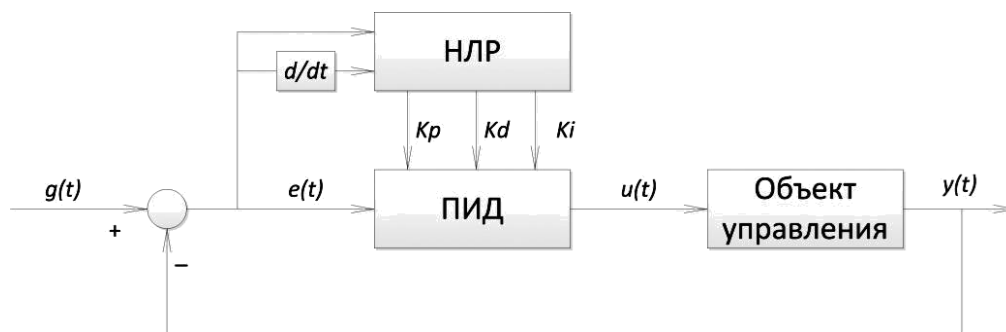 НЛР
d/dt
Kp
Kd
Ki
g(t)
e(t)
ПИД
u(t)
Объект
управления
y(t)
+
–